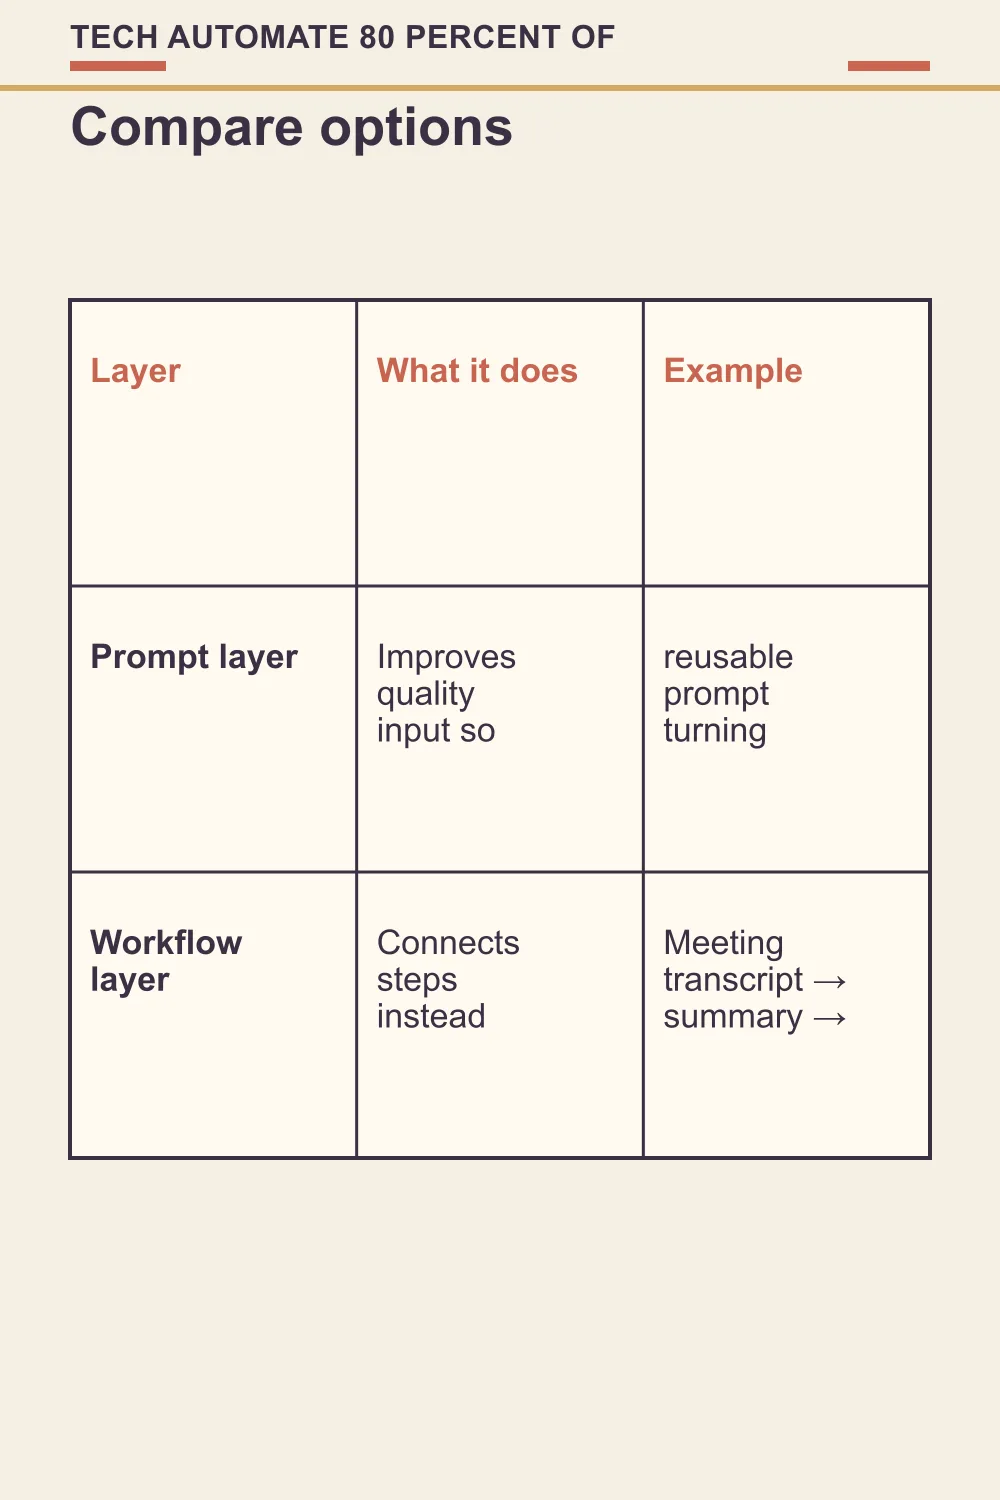 TECH AUTOMATE 80 PERCENT OF
Compare options
Layer
What it does
Example
Prompt layer
Improves
quality
input so
reusable
prompt
turning
Workflow
layer
Connects
steps
instead
Meeting
transcript →
summary →